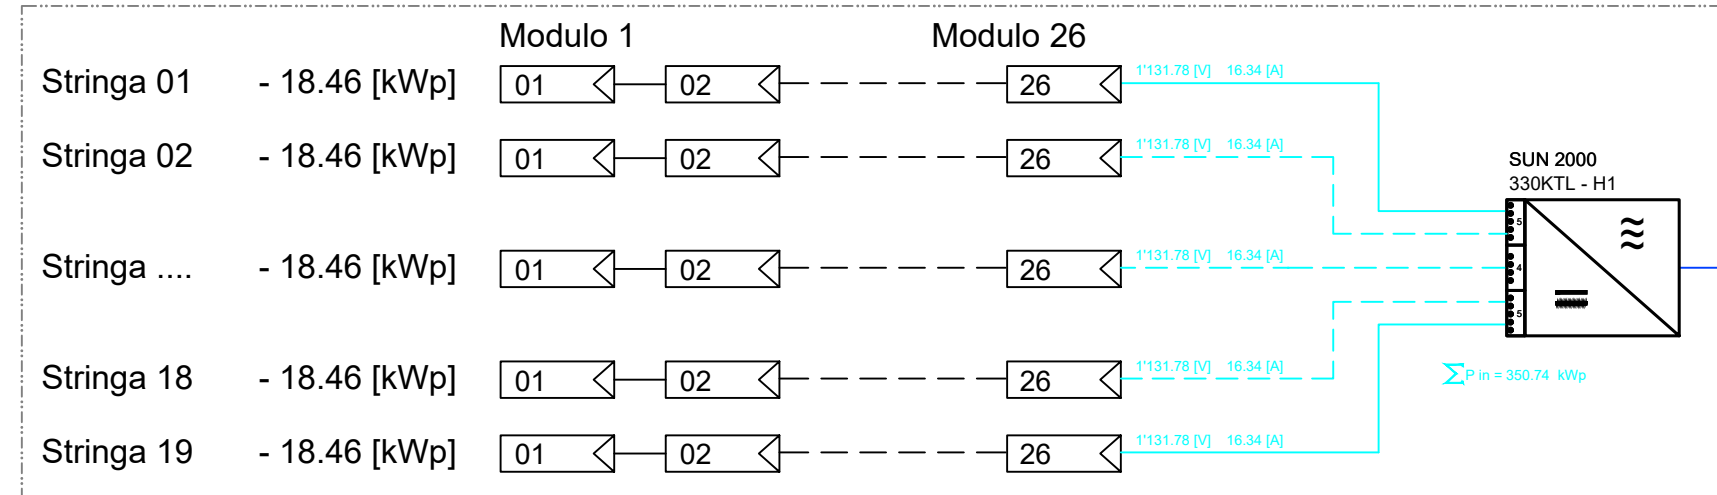 Modulo 1 Modulo 26
Stringa 01 - 18.46 [kWp] 01 02 26 1'131.78 [V] 16.34 [A]
Stringa 02 - 18.46 [kWp] 01 02 26 1'131.78 [V] 16.34 [A]
SUN 2000
330KTL - H1
5
Stringa .... - 18.46 [kWp] 01 02 26 1'131.78 [V] 16.34 [A]
4
5
Stringa 18 - 18.46 [kWp] 01 02 26 1'131.78 [V] 16.34 [A]
∑P in = 350.74 kWp
Stringa 19 - 18.46 [kWp] 01 02 26 1'131.78 [V] 16.34 [A]